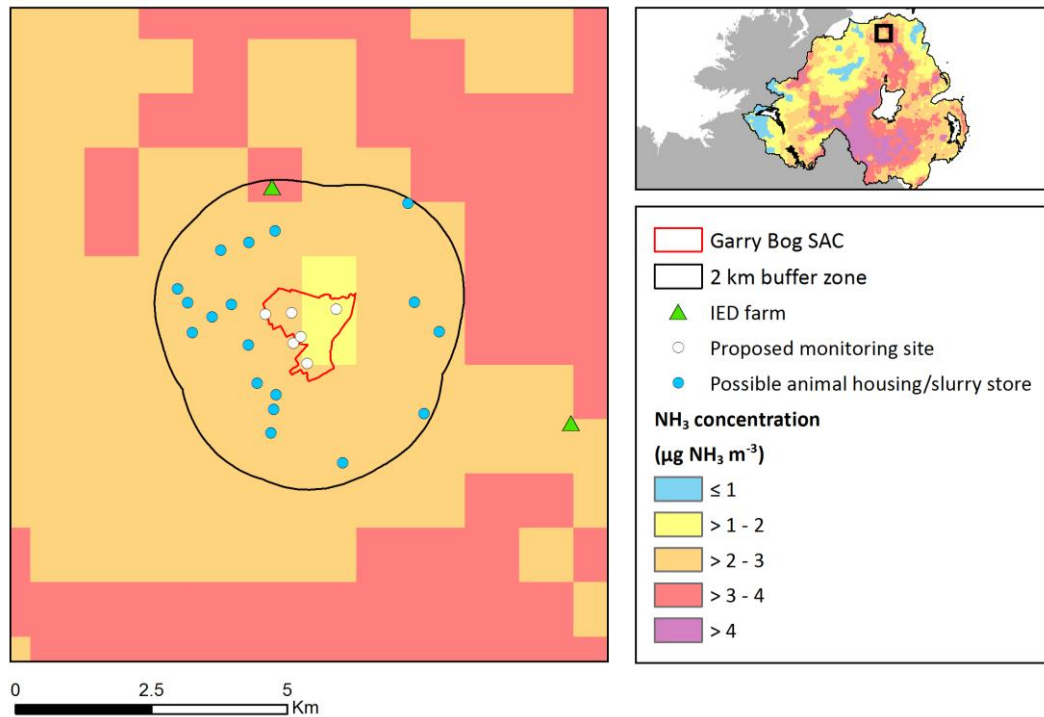 Garry Bog SAC
2 km buffer zone
IED farm
Proposed monitoring site
Possible animal housing/slurry store
NH₃ concentration
(µg NH₃ m⁻³)
≤ 1
> 1 - 2
> 2 - 3
> 3 - 4
> 4
0 2.5 5
Km